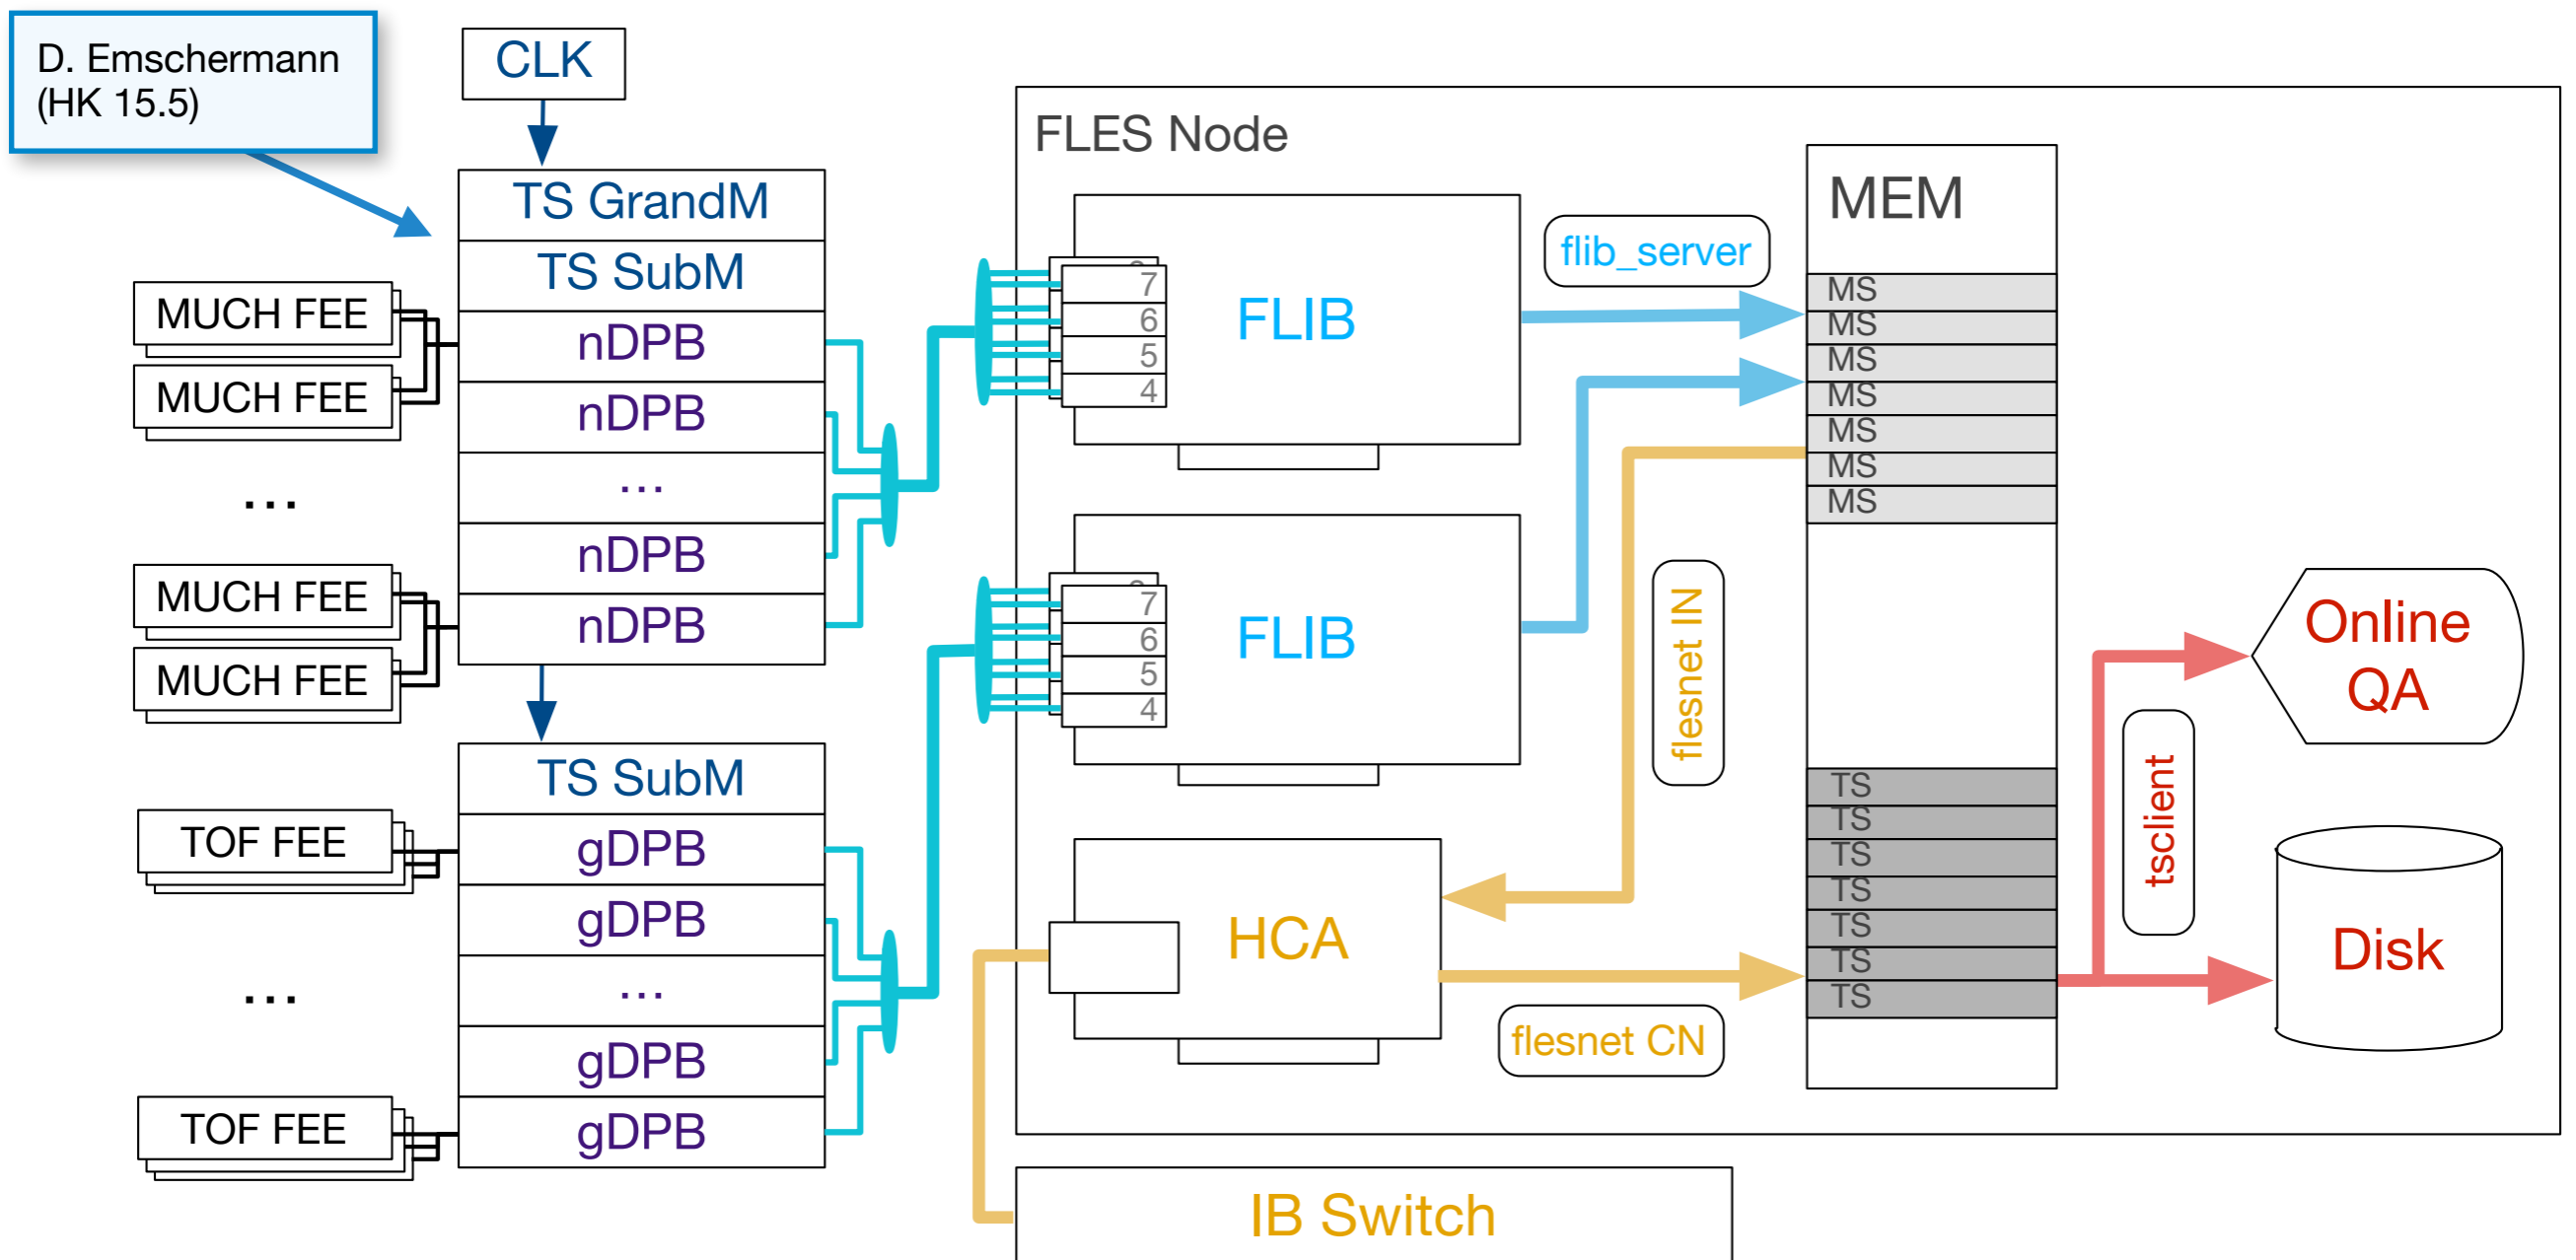 D. Emschermann
(HK 15.5)
CLK
TS GrandM
TS SubM
nDPB
nDPB
...
nDPB
nDPB
MUCH FEE
MUCH FEE
...
MUCH FEE
MUCH FEE
TS SubM
gDPB
gDPB
...
gDPB
gDPB
TOF FEE
...
TOF FEE
FLES Node
7
6
5
4
FLIB
flib_server
7
6
5
4
FLIB
flesnet IN
HCA
flesnet CN
IB Switch
MEM
MS
MS
MS
MS
MS
MS
MS
TS
TS
TS
TS
TS
TS
TS
tsclient
Online
QA
Disk